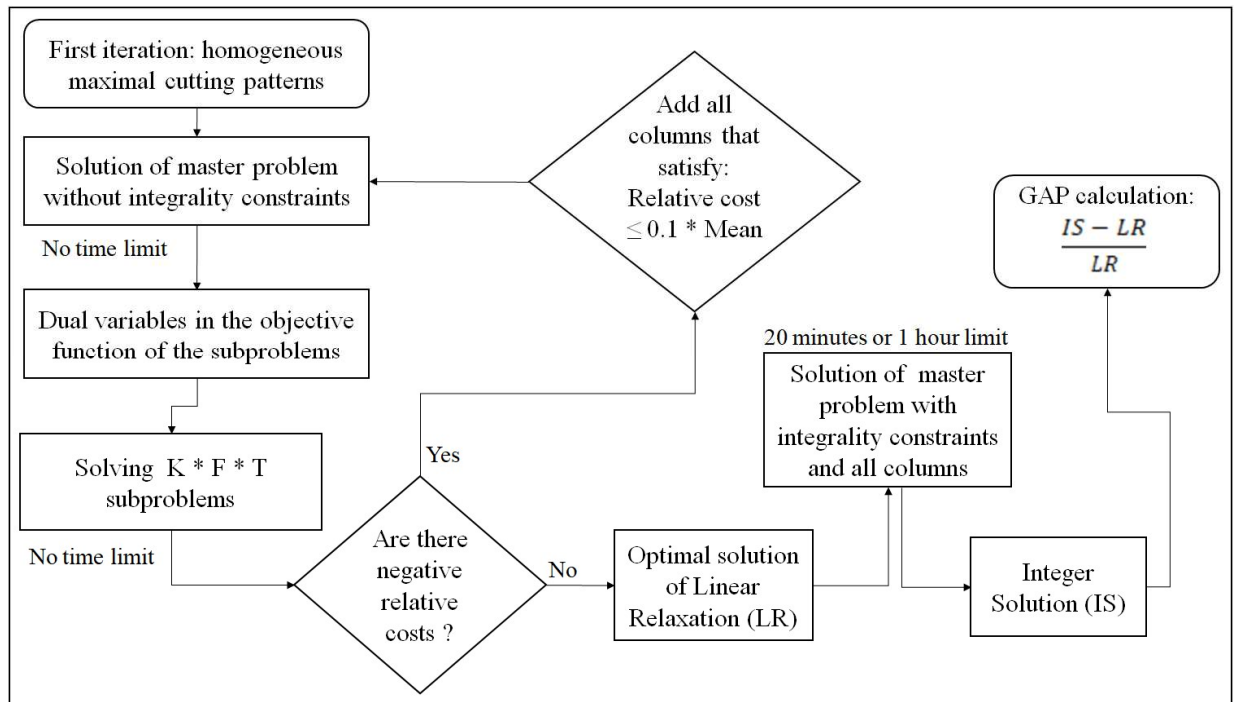 First iteration: homogeneous
maximal cutting patterns
Solution of master problem
without integrality constraints
No time limit
Dual variables in the objective
function of the subproblems
Solving K * F * T
subproblems
No time limit
Are there
negative
relative
costs ?
Yes
Add all
columns that
satisfy:
Relative cost
≤ 0.1 * Mean
No
Optimal solution
of Linear
Relaxation (LR)
20 minutes or 1 hour limit
Solution of master
problem with
integrality constraints
and all columns
Integer
Solution (IS)
GAP calculation:
IS − LR
LR